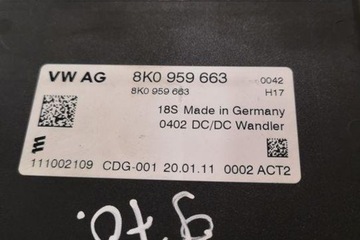 VW AG 8K0 959 663 0042
8K0 959 663 H17
18S Made in Germany
0402 DC/DC Wandler
111002109 CDG-001 20.01.11 0002 ACT2